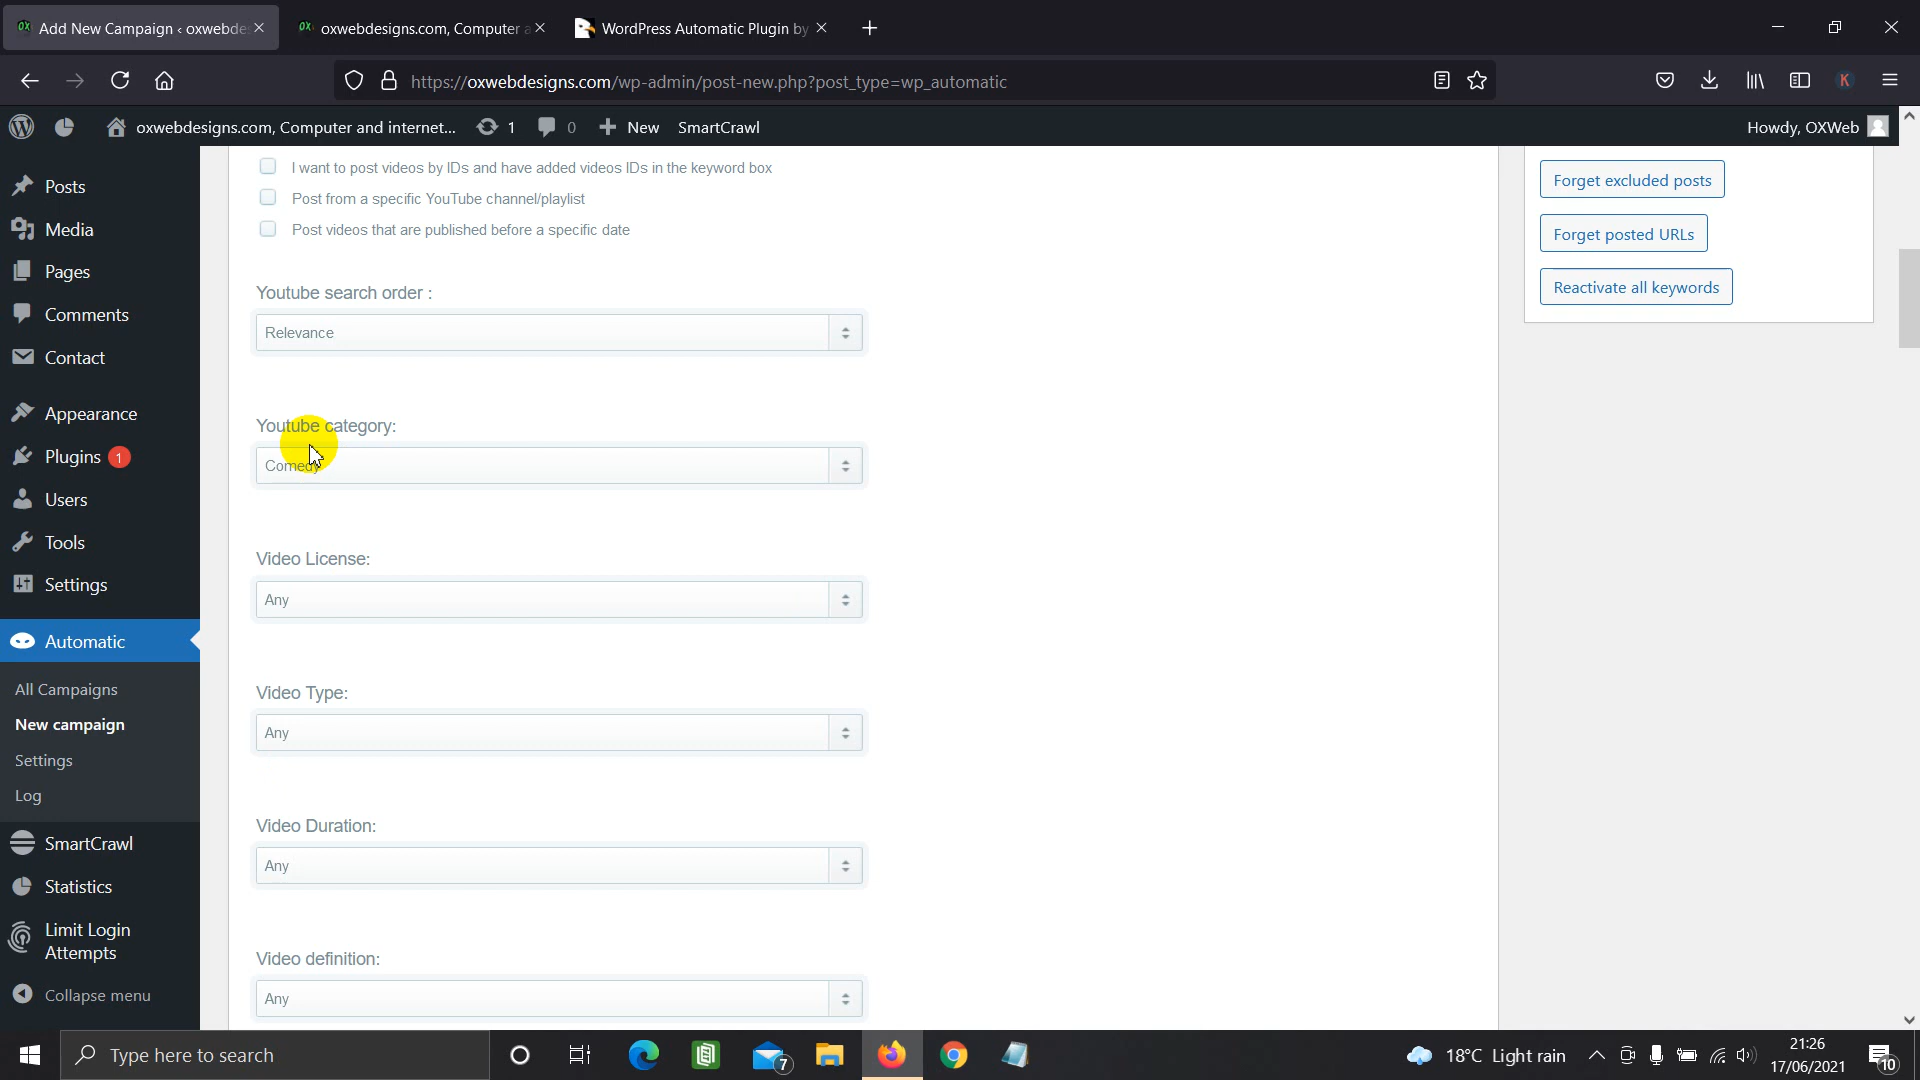 Add New Campaign ‹ oxwebde
oxwebdesigns.com, Computer a
WordPress Automatic Plugin by
https://oxwebdesigns.com/wp-admin/post-new.php?post_type=wp_automatic
K
oxwebdesigns.com, Computer and internet...
1
0
New
SmartCrawl
Howdy, OXWeb
Posts
Media
Pages
Comments
Contact
Appearance
Plugins 1
Users
Tools
Settings
Automatic
All Campaigns
New campaign
Settings
Log
SmartCrawl
Statistics
Limit Login
Attempts
Collapse menu
I want to post videos by IDs and have added videos IDs in the keyword box
Post from a specific YouTube channel/playlist
Post videos that are published before a specific date
Youtube search order :
Relevance
Youtube category:
Comedy
Video License:
Any
Video Type:
Any
Video Duration:
Any
Video definition:
Any
Forget excluded posts
Forget posted URLs
Reactivate all keywords
Type here to search
7
18°C Light rain
21:26
17/06/2021
10